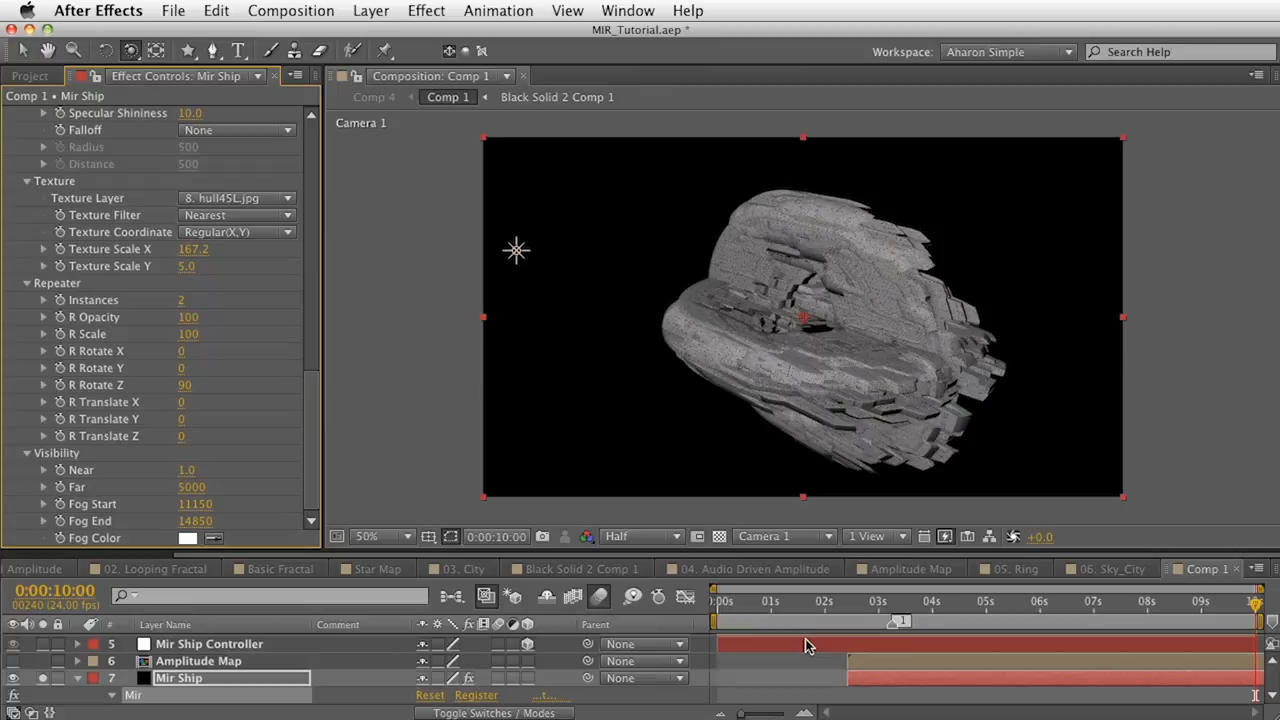 After Effects File Edit Composition Layer Effect Animation View Window Help
MIR_Tutorial.aep *
Workspace: Aharon Simple Search Help
Project Effect Controls: Mir Ship Composition: Comp 1
Comp 1 • Mir Ship Comp 4 Comp 1 Black Solid 2 Comp 1
Specular Shininess 10.0
Camera 1
Falloff None
Radius 500
Distance 500
Texture
Texture Layer 8. hull45L.jpg
Texture Filter Nearest
Texture Coordinate Regular(X,Y)
Texture Scale X 167.2
Texture Scale Y 5.0
Repeater
Instances 2
R Opacity 100
R Scale 100
R Rotate X 0
R Rotate Y 0
R Rotate Z 90
R Translate X 0
R Translate Y 0
R Translate Z 0
Visibility
Near 1.0
Far 5000
Fog Start 11150
Fog End 14850
Fog Color
50% 0:00:10:00 Half Camera 1 1 View +0.0
Amplitude 02. Looping Fractal Basic Fractal Star Map 03. City Black Solid 2 Comp 1 04. Audio Driven Amplitude Amplitude Map 05. Ring 06. Sky_City Comp 1
0:00:10:00
00240 (24.00 fps)
:00s 01s 02s 03s 04s 05s 06s 07s 08s 09s
1
# Layer Name Comment Parent
5 Mir Ship Controller None
6 Amplitude Map None
7 Mir Ship fx None
fx Mir Reset Register ...t...
Toggle Switches / Modes